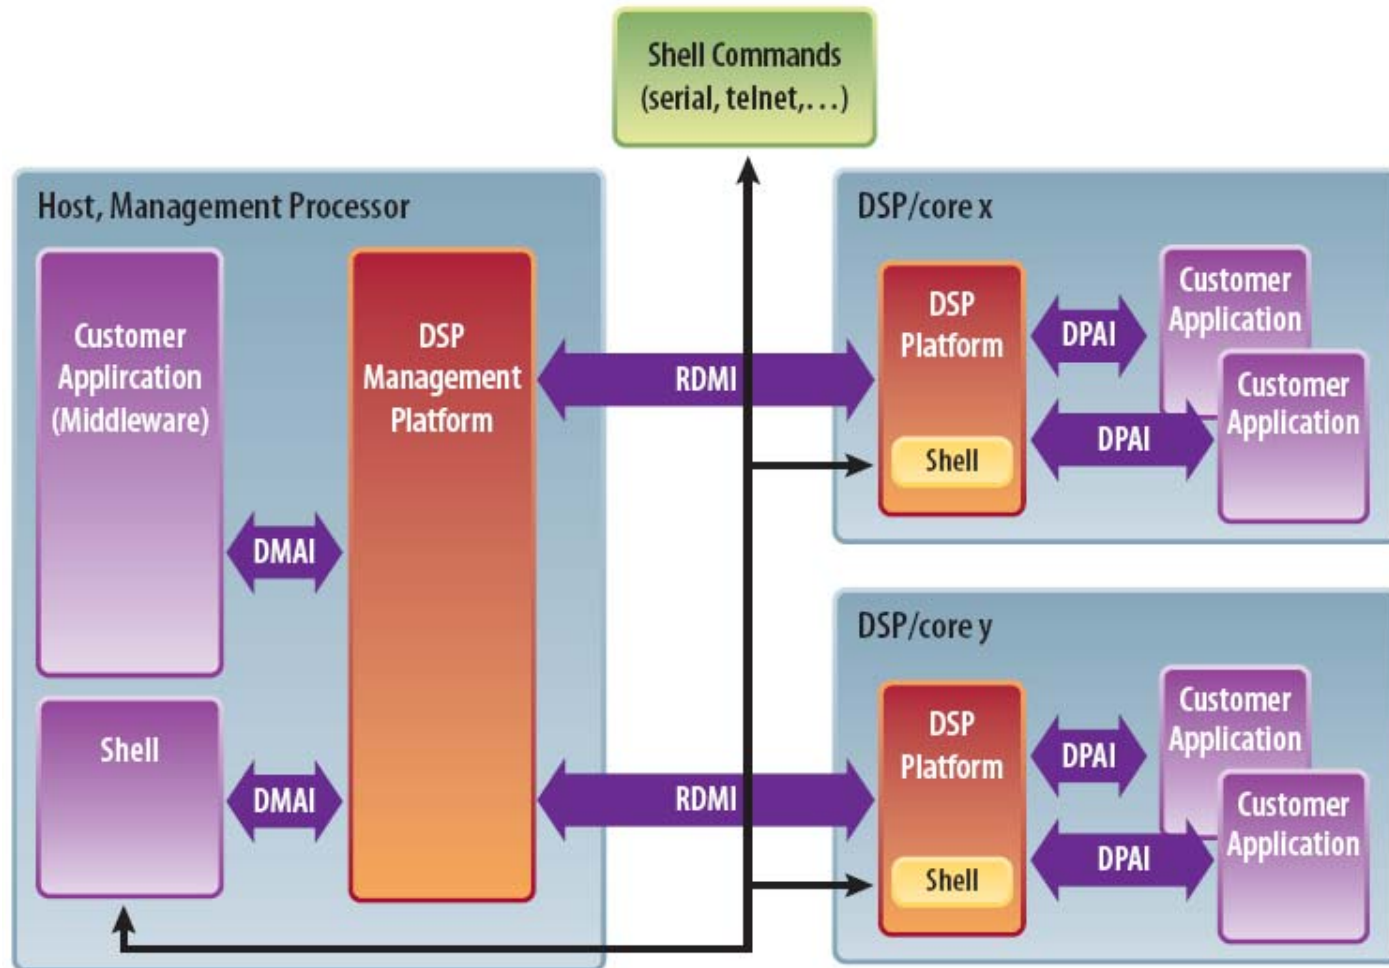 Shell Commands
(serial, telnet,...)
Host, Management Processor
Customer
Applircation
(Middleware)
DSP
Management
Platform
DMAI
Shell
DMAI
RDMI
RDMI
DSP/core x
DSP
Platform
Shell
DPAI
DPAI
Customer
Application
Customer
Application
DSP/core y
DSP
Platform
Shell
DPAI
DPAI
Customer
Application
Customer
Application